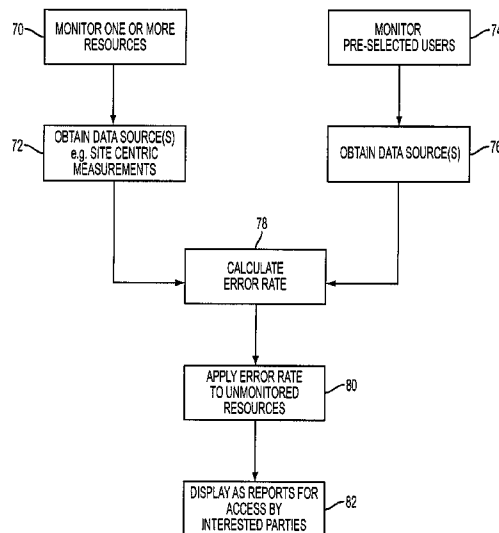 70
MONITOR ONE OR MORE
RESOURCES
74
MONITOR
PRE-SELECTED USERS
72
OBTAIN DATA SOURCE(S)
e.g. SITE CENTRIC
MEASUREMENTS
OBTAIN DATA SOURCE(S)
76
78
CALCULATE
ERROR RATE
APPLY ERROR RATE
TO UNMONITORED
RESOURCES
80
DISPLAY AS REPORTS FOR
ACCESS BY
INTERESTED PARTIES
82